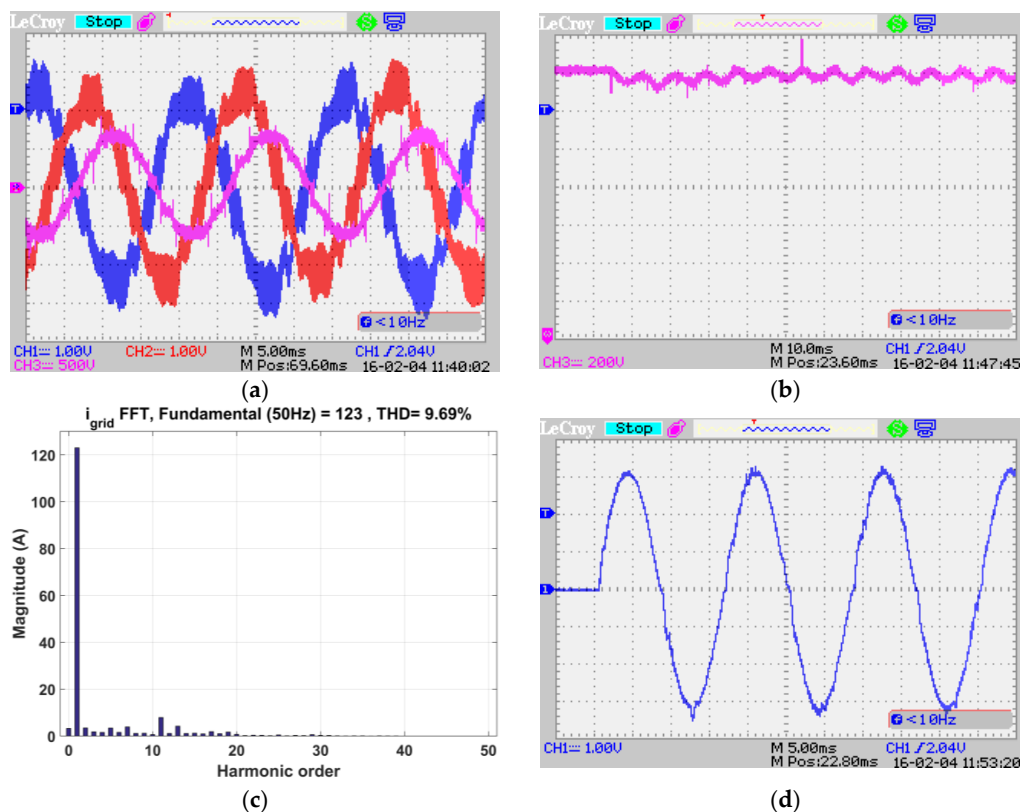 LeCroy Stop S
T
3
f <10Hz
CH1 1.00V CH2 1.00V M 5.00ms CH1 2.04V
CH3 500V M Pos:69.60ms 16-02-04 11:40:02
(a)
LeCroy Stop S
T
f <10Hz
M 10.0ms CH1 2.04V
CH3 200V M Pos:23.60ms 16-02-04 11:47:45
(b)
i_grid FFT, Fundamental (50Hz) = 123 , THD= 9.69%
Magnitude (A)
120
100
80
60
40
20
0
0 10 20 30 40 50
Harmonic order
(c)
LeCroy Stop S
T
1
f <10Hz
CH1 1.00V M 5.00ms CH1 2.04V
M Pos:22.80ms 16-02-04 11:53:20
(d)